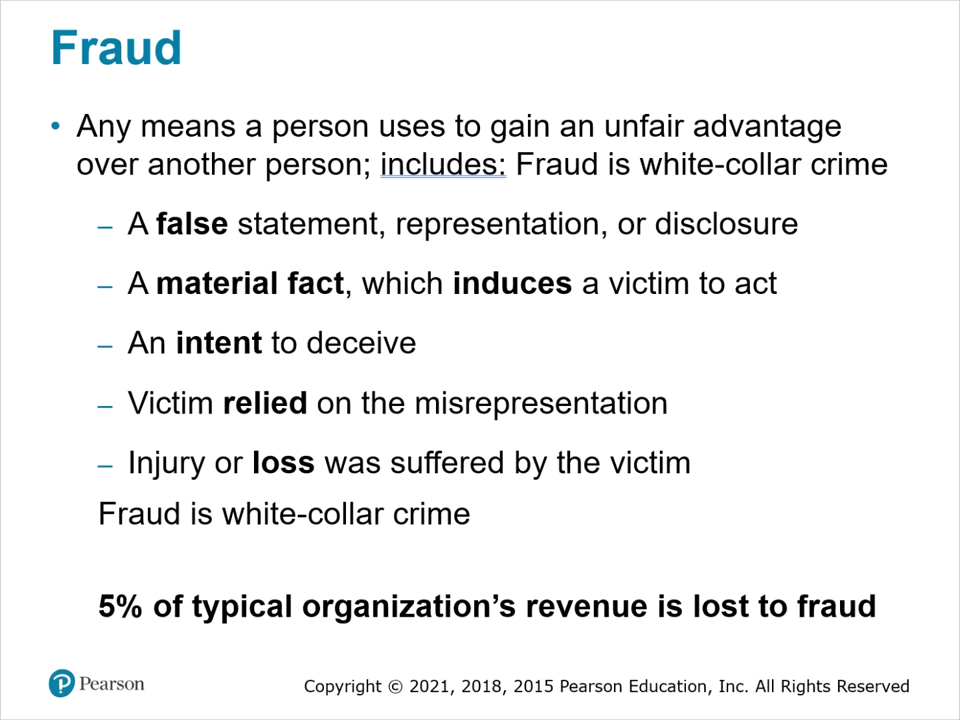 Fraud
• Any means a person uses to gain an unfair advantage
over another person; includes: Fraud is white-collar crime
– A false statement, representation, or disclosure
– A material fact, which induces a victim to act
– An intent to deceive
– Victim relied on the misrepresentation
– Injury or loss was suffered by the victim
Fraud is white-collar crime
5% of typical organization’s revenue is lost to fraud
P Pearson
Copyright © 2021, 2018, 2015 Pearson Education, Inc. All Rights Reserved